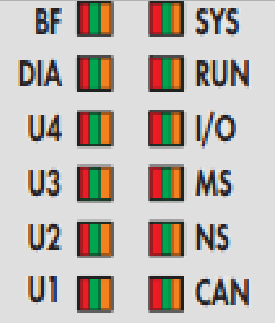 BF SYS
DIA RUN
U4 I/O
U3 MS
U2 NS
U1 CAN